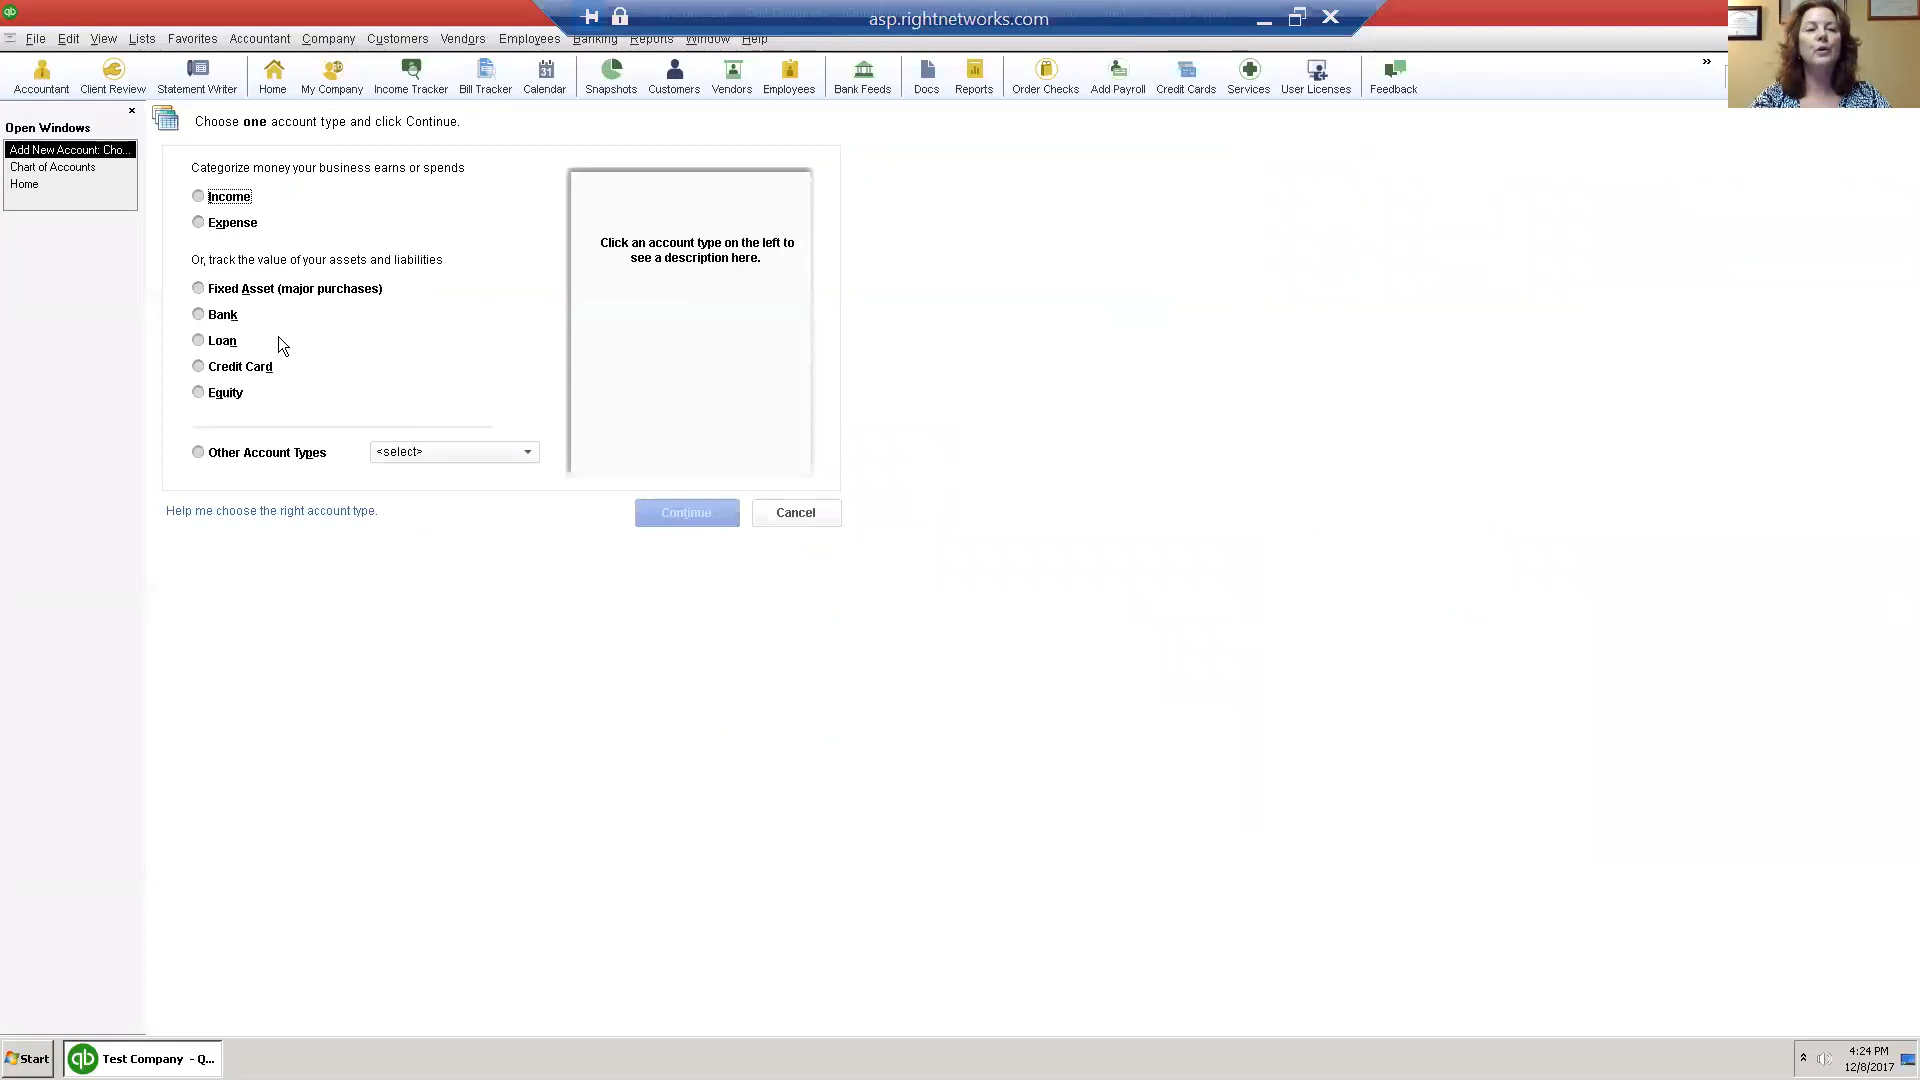 qb
asp.rightnetworks.com
File Edit View Lists Favorites Accountant Company Customers Vendors Employees Banking Reports Window Help
Accountant Client Review Statement Writer Home My Company Income Tracker Bill Tracker Calendar Snapshots Customers Vendors Employees Bank Feeds Docs Reports Order Checks Add Payroll Credit Cards Services User Licenses Feedback
Open Windows
Add New Account: Cho...
Chart of Accounts
Home
Choose one account type and click Continue.
Categorize money your business earns or spends
Income
Expense
Or, track the value of your assets and liabilities
Fixed Asset (major purchases)
Bank
Loan
Credit Card
Equity
Other Account Types <select>
Click an account type on the left to
see a description here.
Help me choose the right account type.
Continue Cancel
Start qb Test Company - Q...
4:24 PM
12/8/2017